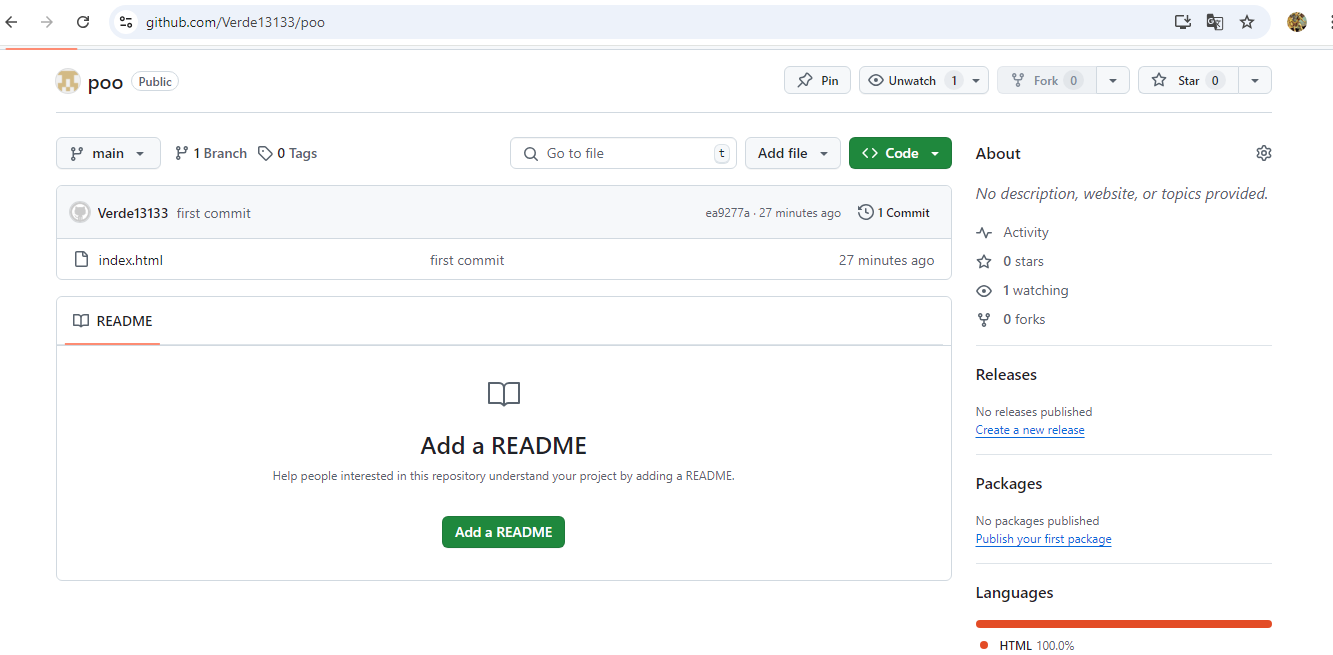 github.com/Verde13133/poo
poo Public
Pin
Unwatch 1
Fork 0
Star 0
main
1 Branch
0 Tags
Go to file t
Add file
<> Code
Verde13133 first commit
ea9277a · 27 minutes ago
1 Commit
index.html first commit 27 minutes ago
README
Add a README
Help people interested in this repository understand your project by adding a README.
Add a README
About
No description, website, or topics provided.
Activity
0 stars
1 watching
0 forks
Releases
No releases published
Create a new release
Packages
No packages published
Publish your first package
Languages
HTML 100.0%